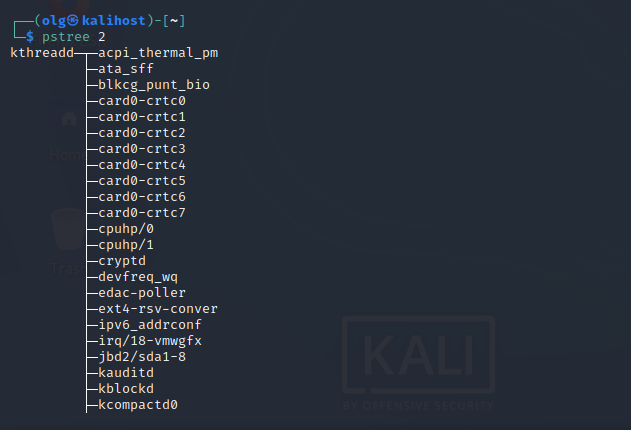 ┌──(olg㉿kalihost)-[~]
└─$ pstree 2
kthreadd─┬─acpi_thermal_pm
├─ata_sff
├─blkcg_punt_bio
├─card0-crtc0
├─card0-crtc1
├─card0-crtc2
├─card0-crtc3
├─card0-crtc4
├─card0-crtc5
├─card0-crtc6
├─card0-crtc7
├─cpuhp/0
├─cpuhp/1
├─cryptd
├─devfreq_wq
├─edac-poller
├─ext4-rsv-conver
├─ipv6_addrconf
├─irq/18-vmwgfx
├─jbd2/sda1-8
├─kauditd
├─kblockd
├─kcompactd0
Home
Trash
KALI
BY OFFENSIVE SECURITY